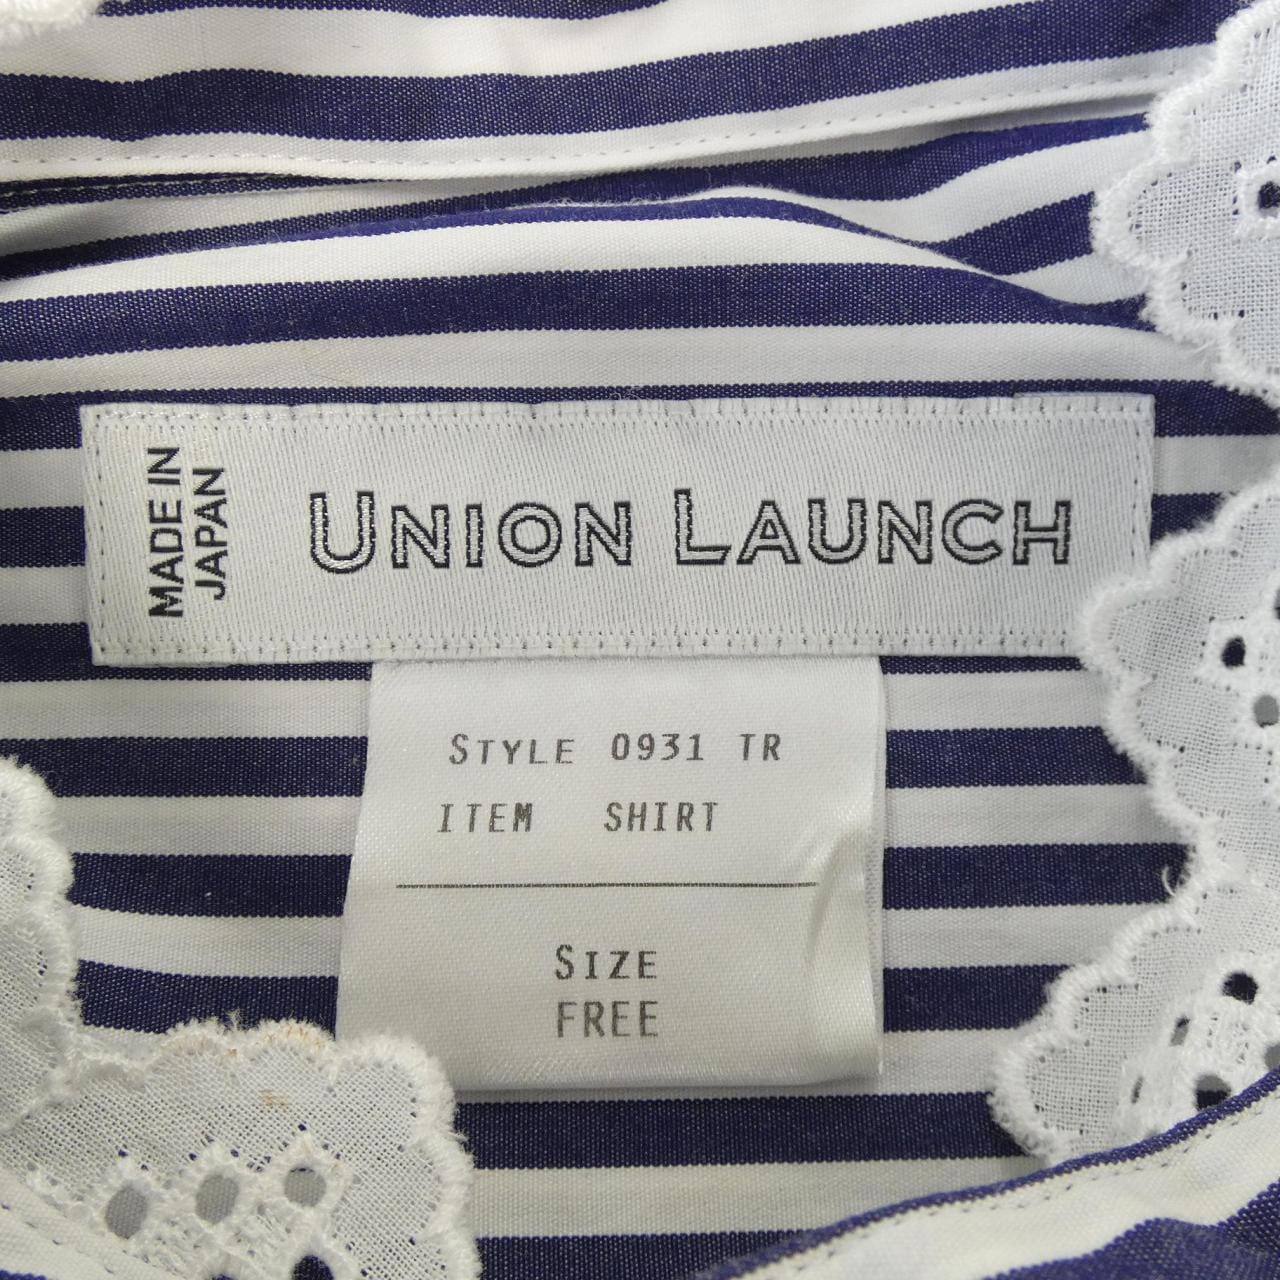 MADE IN
JAPAN
UNION LAUNCH
STYLE 0931 TR
ITEM SHIRT
SIZE
FREE